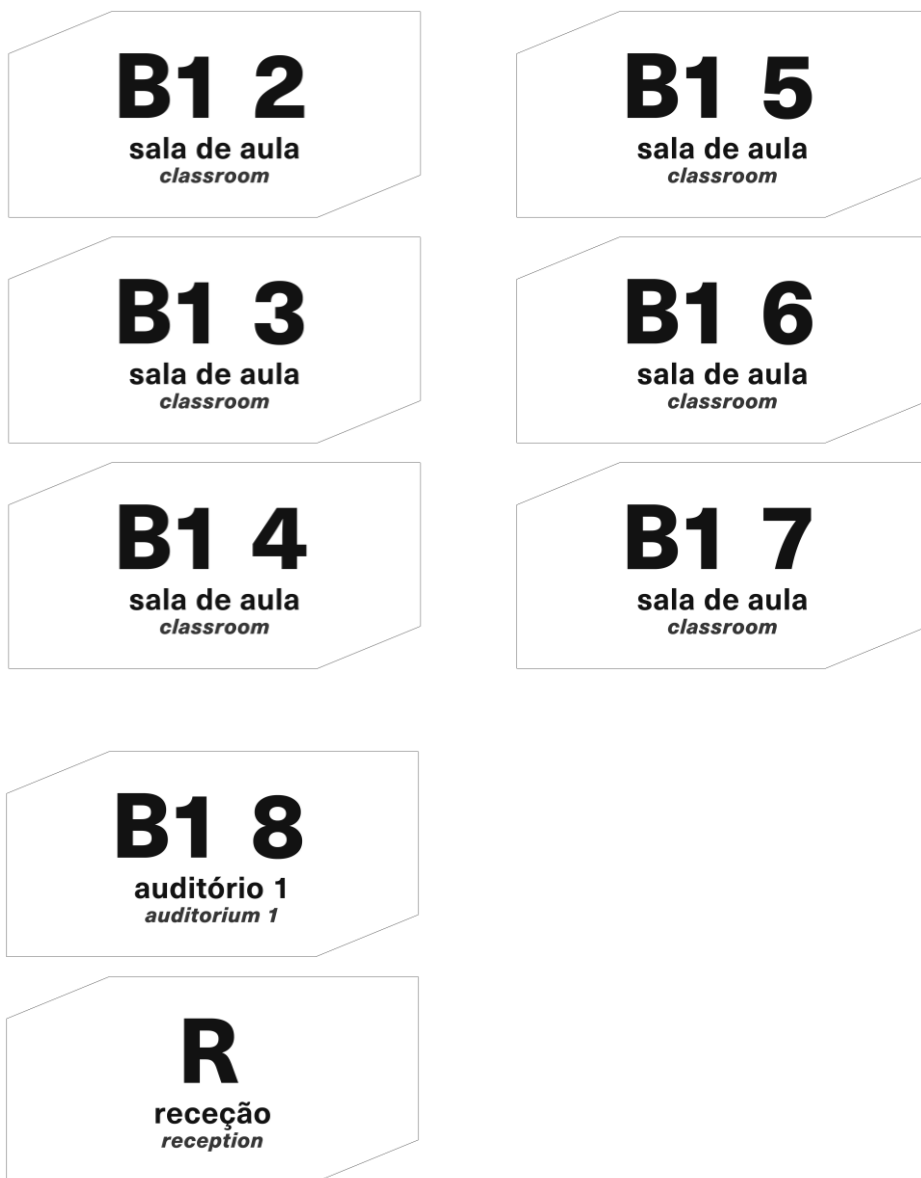 B1 2
sala de aula
classroom
B1 3
sala de aula
classroom
B1 4
sala de aula
classroom
B1 5
sala de aula
classroom
B1 6
sala de aula
classroom
B1 7
sala de aula
classroom
B1 8
auditório 1
auditorium 1
R
receção
reception